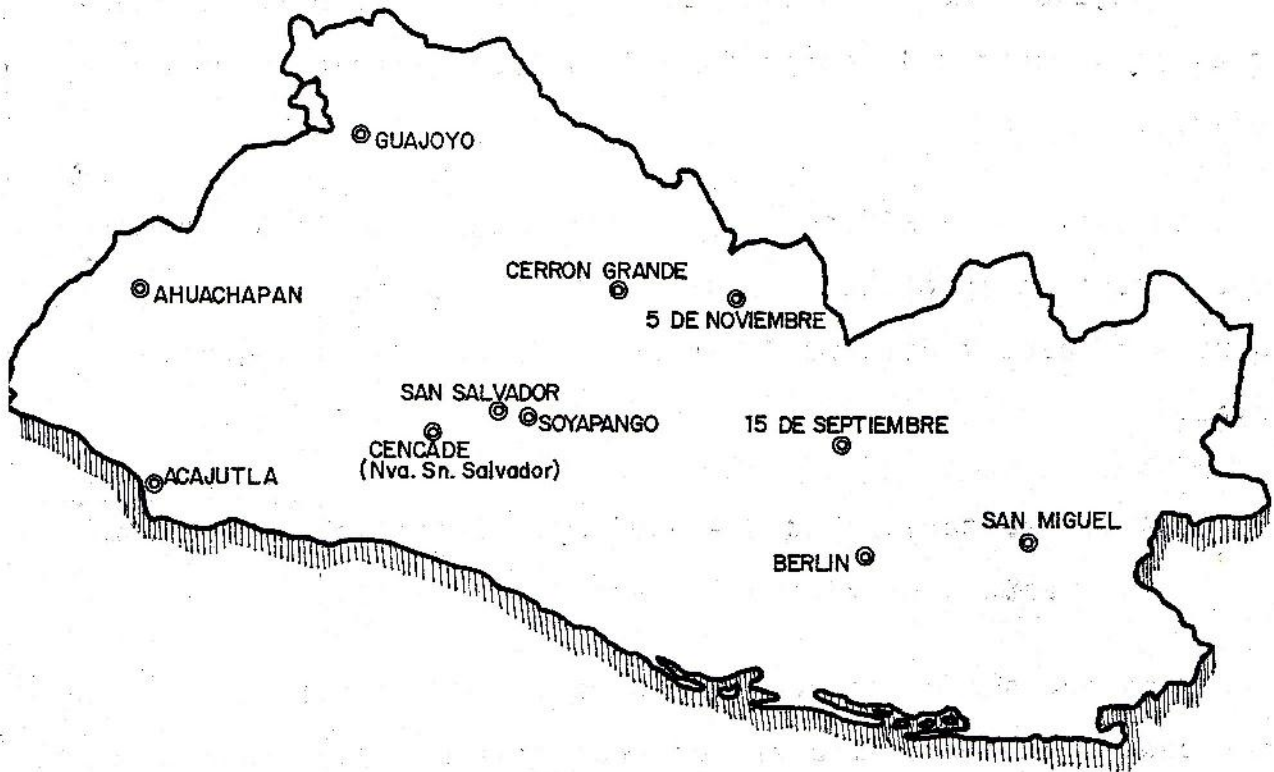 GUAJOYO
CERRON GRANDE
AHUACHAPAN
5 DE NOVIEMBRE
SAN SALVADOR
SOYAPANGO
15 DE SEPTIEMBRE
CENCADE
(Nva. Sn. Salvador)
ACAJUTLA
SAN MIGUEL
BERLIN